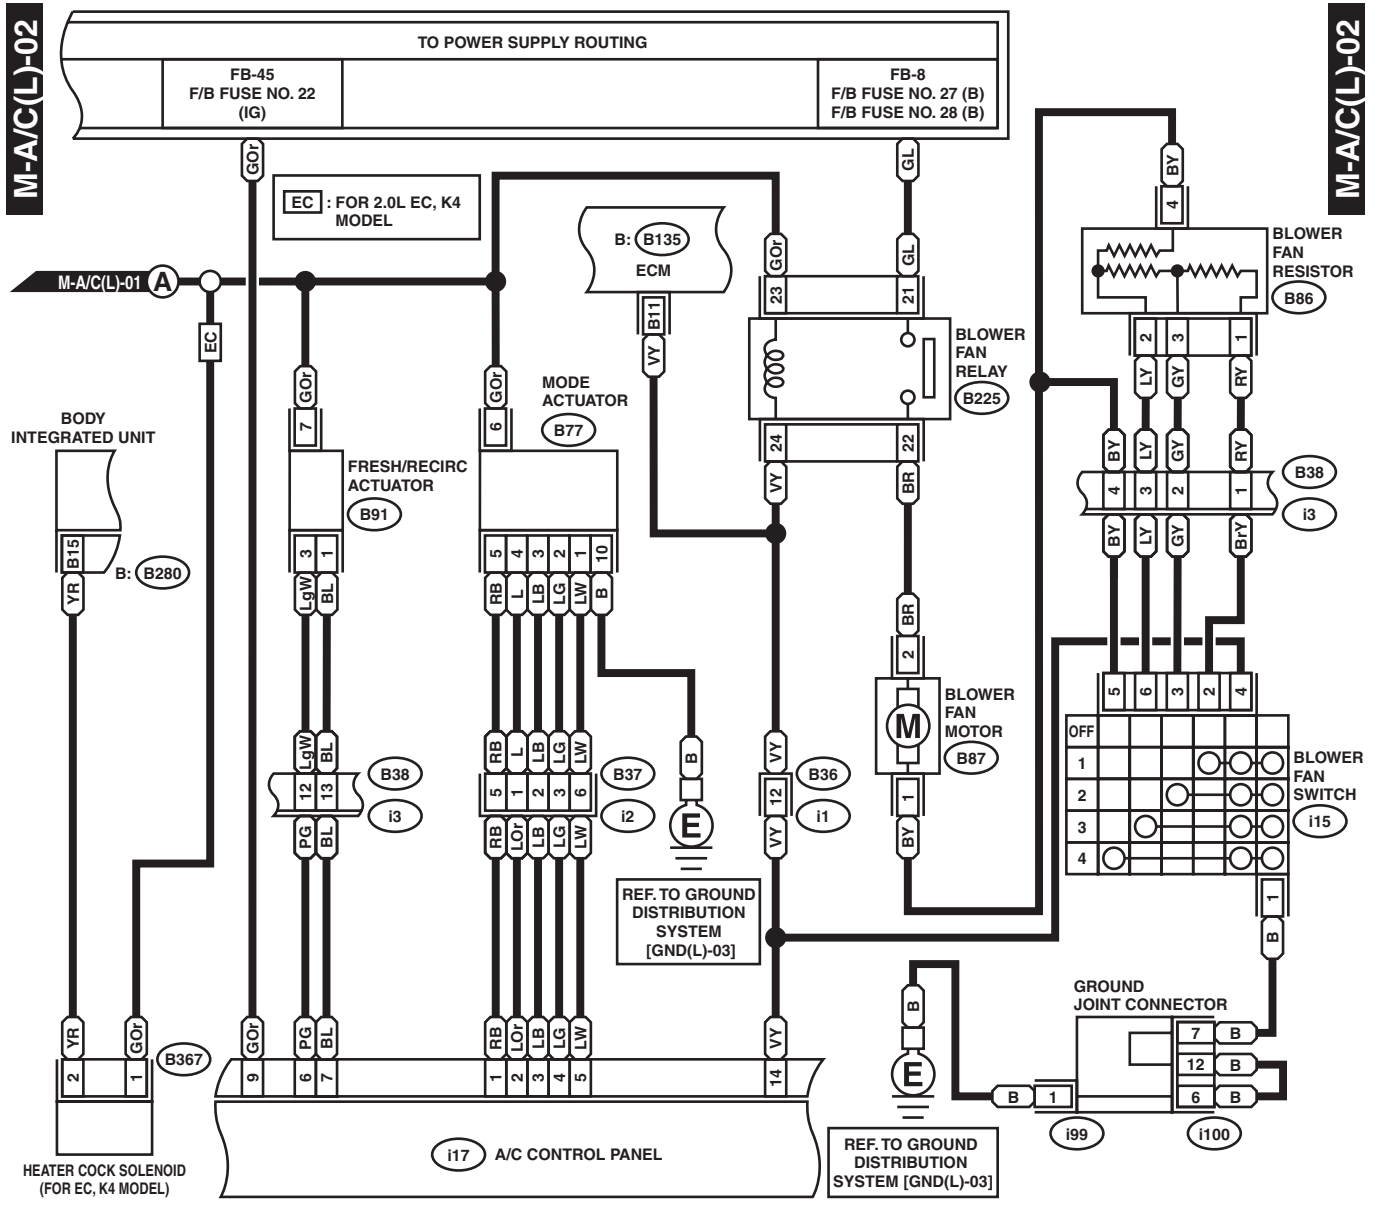 M-A/C(L)-02
M-A/C(L)-02
TO POWER SUPPLY ROUTING
FB-45
F/B FUSE NO. 22
(IG)
FB-8
F/B FUSE NO. 27 (B)
F/B FUSE NO. 28 (B)
GOr
GL
EC : FOR 2.0L EC, K4
MODEL
B: B135
ECM
B11
VY
BY
4
BLOWER
FAN
RESISTOR
B86
2 3 1
LY GY RY
M-A/C(L)-01 A
EC
GOr GL
23 21
BLOWER
FAN
RELAY
B225
24 22
VY BR
GOr
7
FRESH/RECIRC
ACTUATOR
B91
3 1
LgW BL
GOr
6
MODE
ACTUATOR
B77
5 4 3 2 1 10
RB L LB LG LW B
BODY
INTEGRATED UNIT
B15
B: B280
YR
BY LY GY RY
4 3 2 1
B38
i3
BY LY GY BrY
BR
2
M
BLOWER
FAN
MOTOR
B87
1
BY
5 6 3 2 4
OFF
1
2
3
4
BLOWER
FAN
SWITCH
i15
1
B
LgW BL
12 13
B38
i3
PG BL
RB L LB LG LW
5 1 2 3 6
B37
i2
RB LOr LB LG LW
B
E
REF. TO GROUND
DISTRIBUTION
SYSTEM
[GND(L)-03]
VY
12
B36
i1
VY
YR GOr
2 1
B367
HEATER COCK SOLENOID
(FOR EC, K4 MODEL)
GOr PG BL RB LOr LB LG LW VY
9 6 7 1 2 3 4 5 14
i17 A/C CONTROL PANEL
B
E
REF. TO GROUND
DISTRIBUTION
SYSTEM [GND(L)-03]
GROUND
JOINT CONNECTOR
7 B
12 B
6 B
B 1
i99
i100